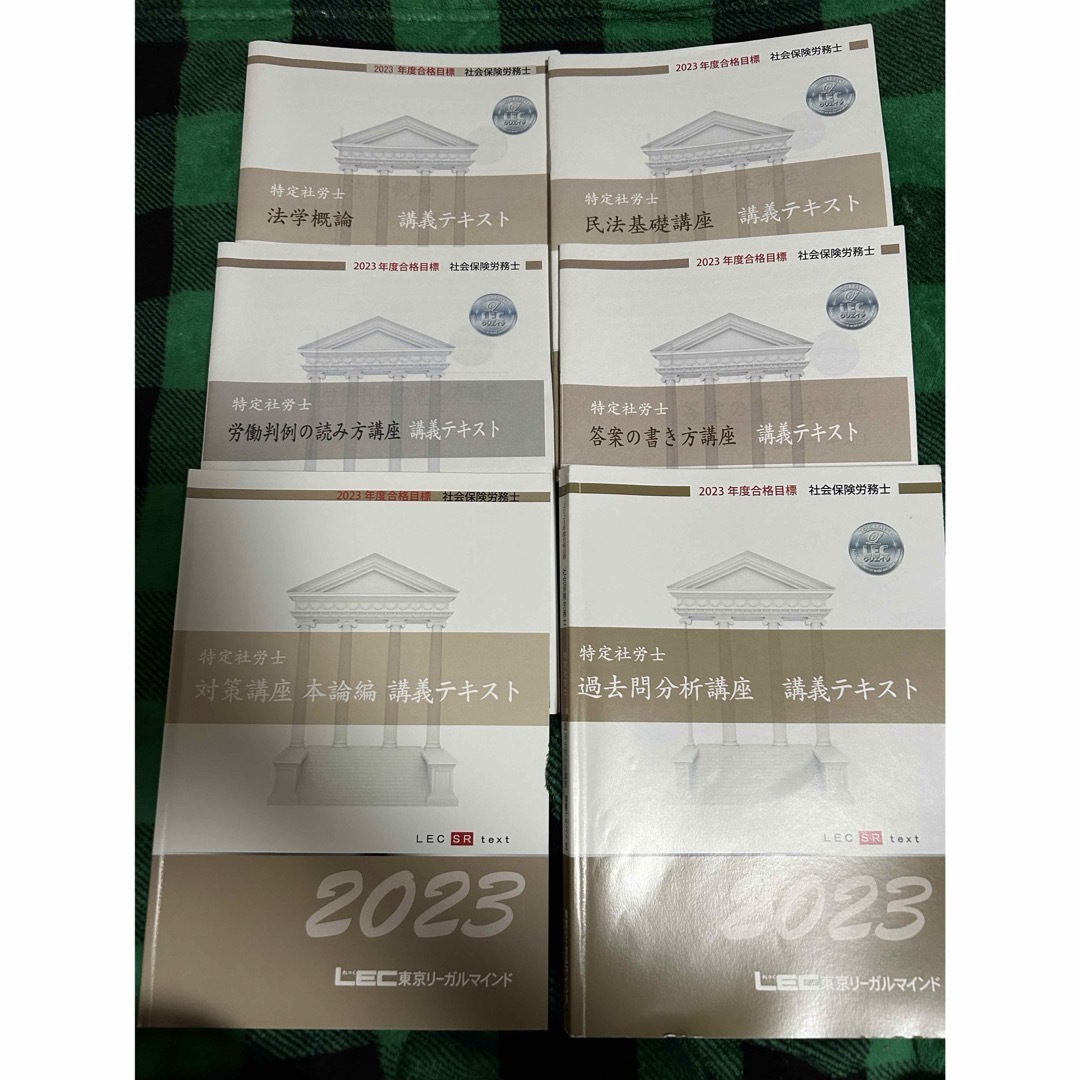 2023 年度合格目標 社会保険労務士
LEC
クリエイラ
特定社労士
法学概論 講義テキスト
2023 年度合格目標 社会保険労務士
LEC
特定社労士
民法基礎講座 講義テキスト
2023 年度合格目標 社会保険労務士
LEC
特定社労士
労働判例の読み方講座 講義テキスト
2023 年度合格目標 社会保険労務士
LEC
特定社労士
答案の書き方講座 講義テキスト
2023 年度合格目標 社会保険労務士
特定社労士
対策講座 本論編 講義テキスト
LEC SR text
2023
LEC東京リーガルマインド
2023 年度合格目標 社会保険労務士
LEC
特定社労士
過去問分析講座 講義テキスト
LEC SR text
2023
LEC東京リーガルマインド